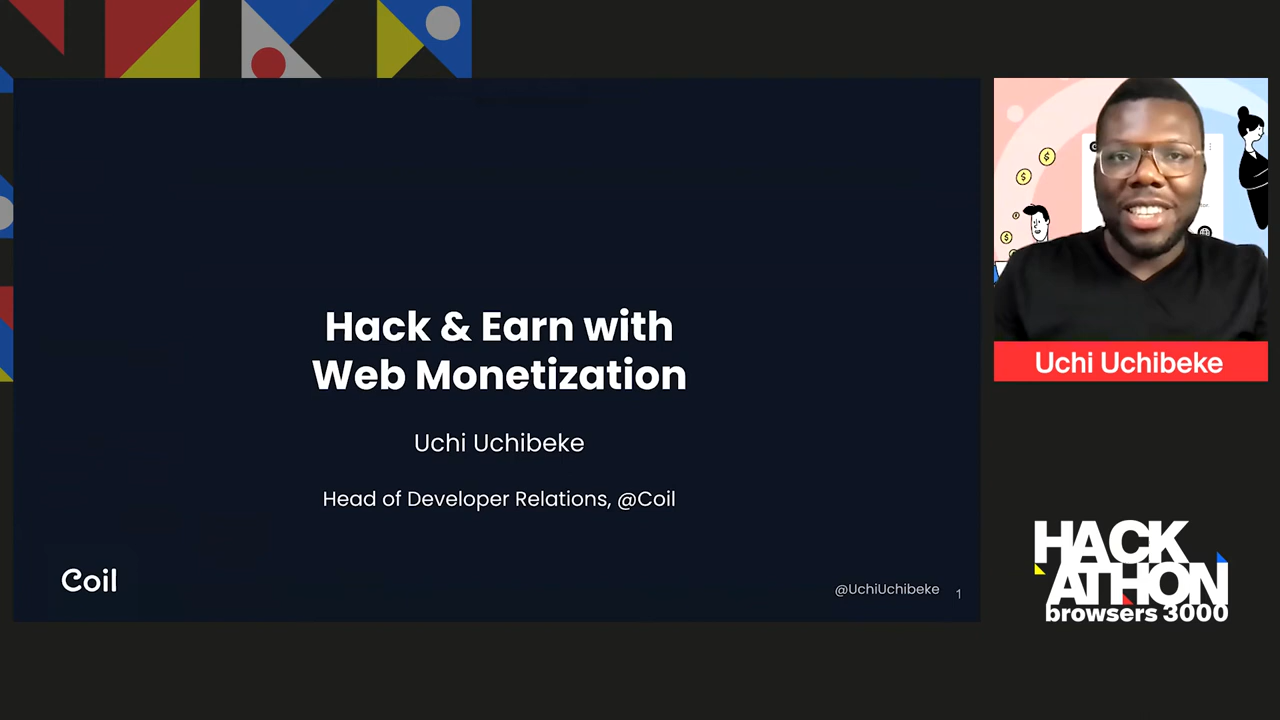 Hack & Earn with
Web Monetization
Uchi Uchibeke
Head of Developer Relations, @Coil
Coil
@UchiUchibeke
1
Uchi Uchibeke
HACK
ATHON
browsers 3000